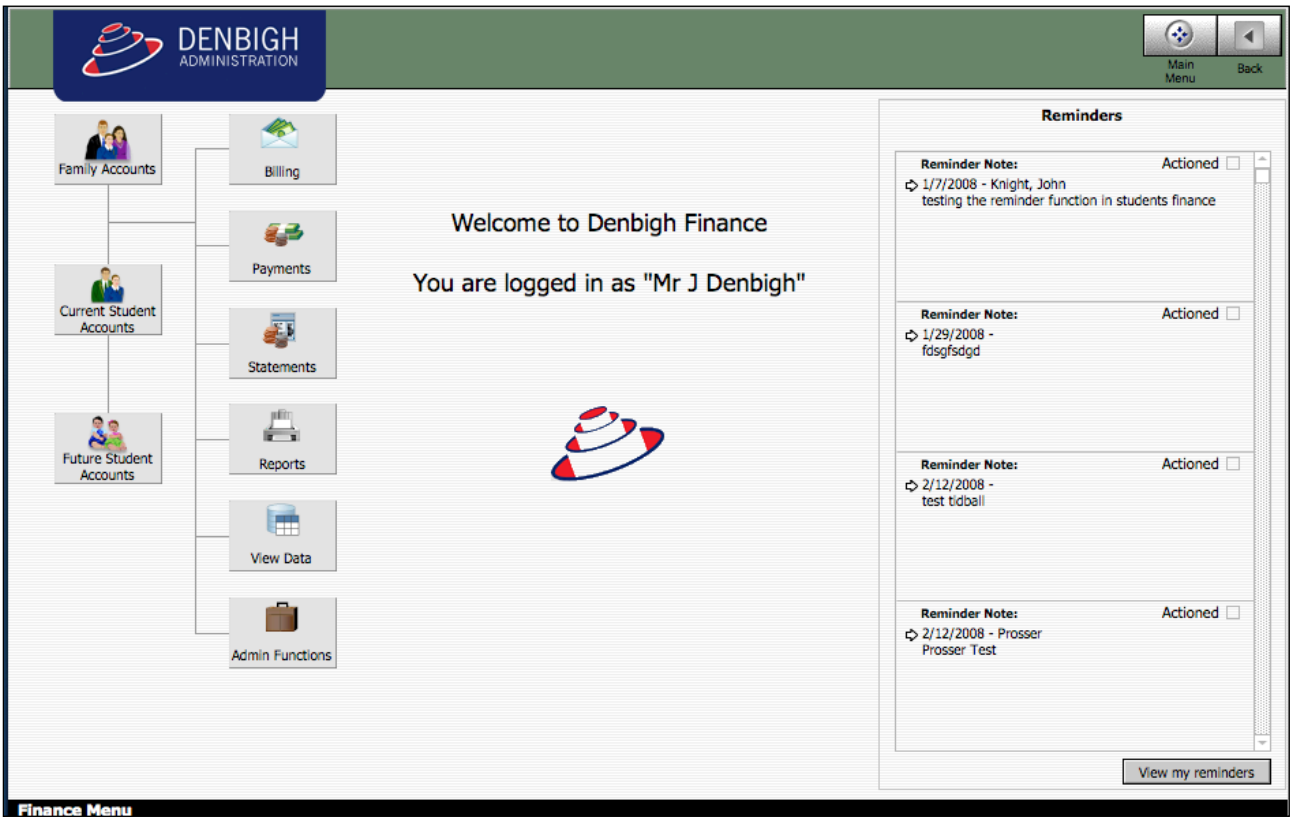 DENBIGH
ADMINISTRATION
Main
Menu
Back
Family Accounts
Current Student
Accounts
Future Student
Accounts
Billing
Payments
Statements
Reports
View Data
Admin Functions
Welcome to Denbigh Finance
You are logged in as "Mr J Denbigh"
Reminders
Reminder Note: Actioned
1/7/2008 - Knight, John
testing the reminder function in students finance
Reminder Note: Actioned
1/29/2008 -
fdsgfsdgd
Reminder Note: Actioned
2/12/2008 -
test tidball
Reminder Note: Actioned
2/12/2008 - Prosser
Prosser Test
View my reminders
Finance Menu